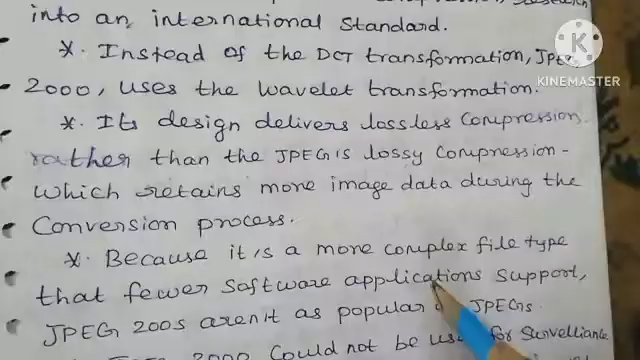 into an international Standard.
*. Instead of the DCT transformation, JPEG
2000, uses the wavelet transformation.
*. Its design delivers lossless Compression
rather than the JPEG is lossy Compression -
which retains more image data during the
Conversion process.
*. Because it is a more complex file type
that fewer Software applications support,
JPEG 200s aren't as popular JPEGs.
2000 Could not be for Survelliance
KINEMASTER